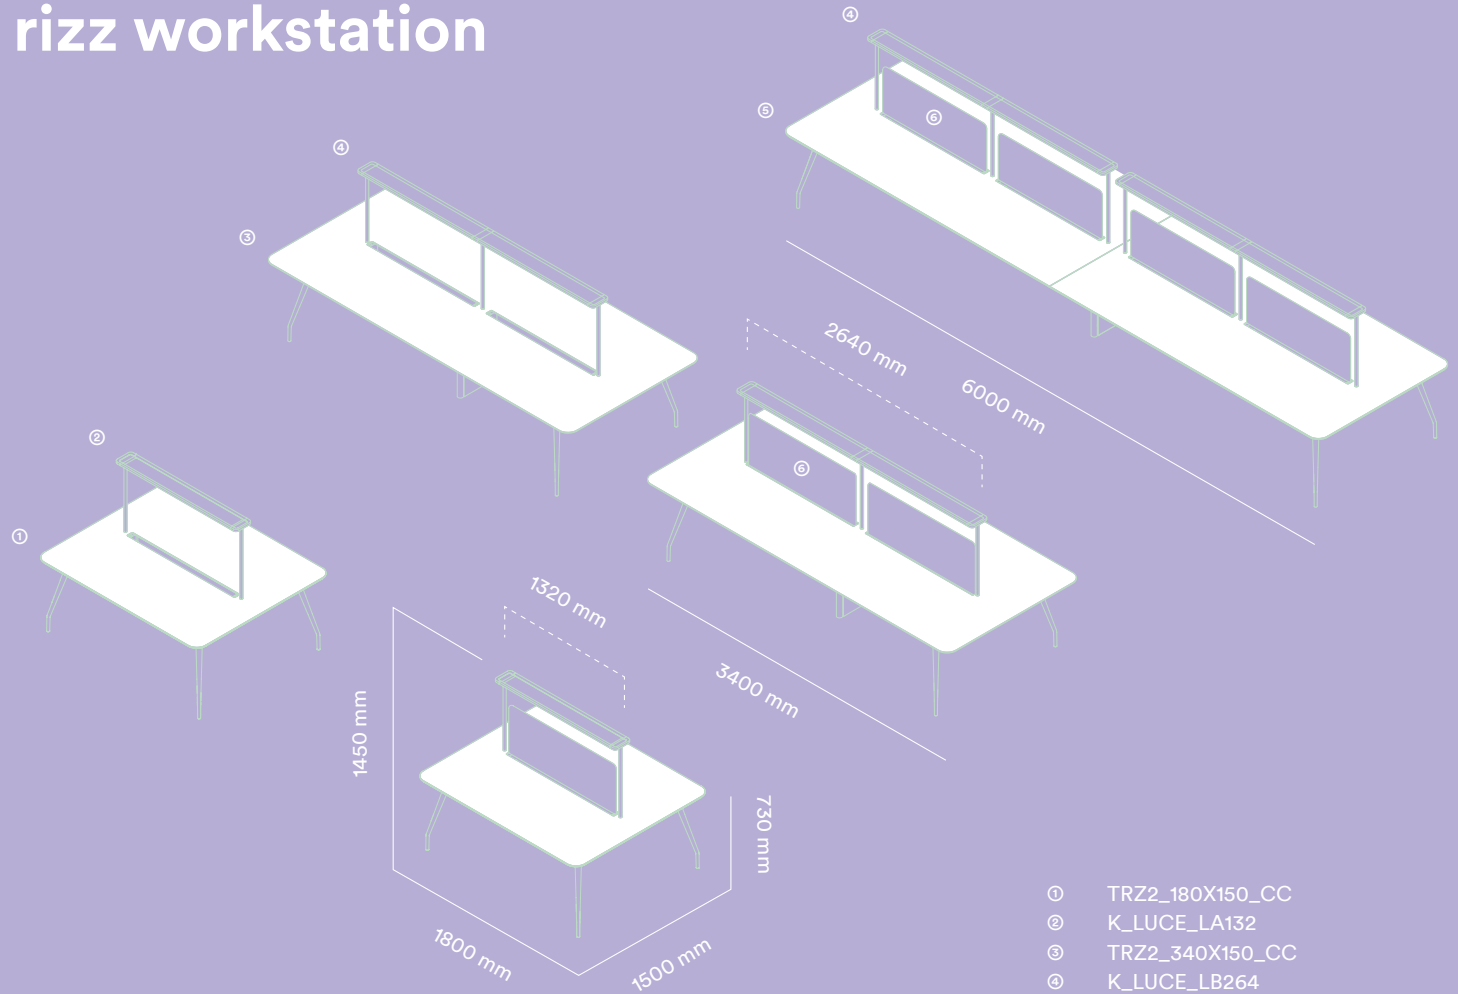 rizz workstation
④
⑤
⑥
④
③
2640 mm
6000 mm
②
⑥
①
1320 mm
3400 mm
1450 mm
730 mm
1800 mm
1500 mm
① TRZ2_180X150_CC
② K_LUCE_LA132
③ TRZ2_340X150_CC
④ K_LUCE_LB264